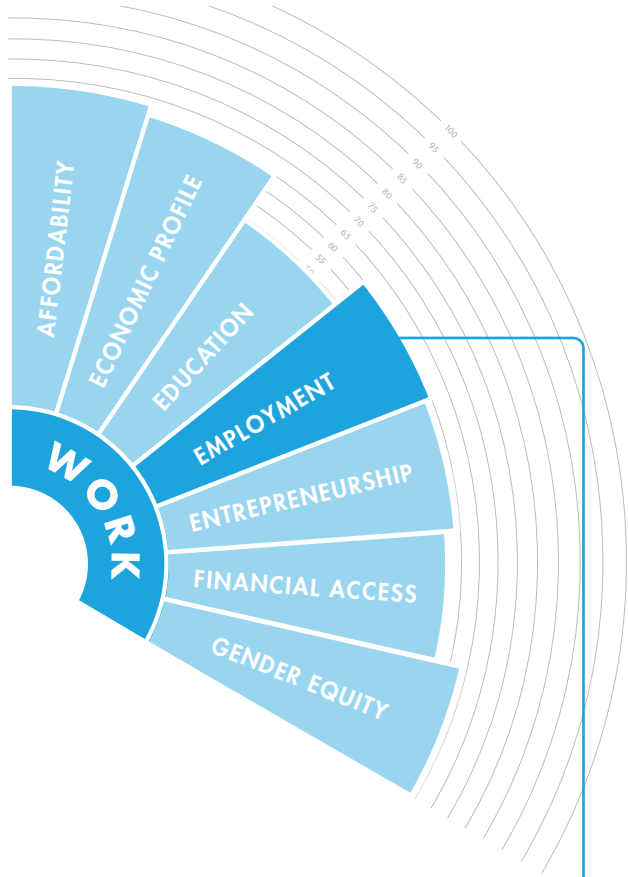 100
95
90
85
80
75
70
65
60
55
AFFORDABILITY
ECONOMIC PROFILE
EDUCATION
EMPLOYMENT
ENTREPRENEURSHIP
FINANCIAL ACCESS
GENDER EQUITY
WORK